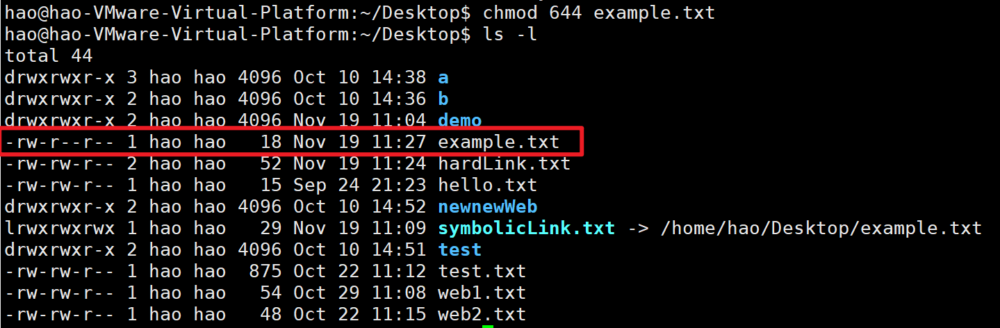 hao@hao-VMware-Virtual-Platform:~/Desktop$ chmod 644 example.txt
hao@hao-VMware-Virtual-Platform:~/Desktop$ ls -l
total 44
drwxrwxr-x 3 hao hao 4096 Oct 10 14:38 a
drwxrwxr-x 2 hao hao 4096 Oct 10 14:36 b
drwxrwxr-x 2 hao hao 4096 Nov 19 11:04 demo
-rw-r--r-- 1 hao hao   18 Nov 19 11:27 example.txt
-rw-rw-r-- 2 hao hao   52 Nov 19 11:24 hardLink.txt
-rw-rw-r-- 1 hao hao   15 Sep 24 21:23 hello.txt
drwxrwxr-x 2 hao hao 4096 Oct 10 14:52 newnewWeb
lrwxrwxrwx 1 hao hao   29 Nov 19 11:09 symbolicLink.txt -> /home/hao/Desktop/example.txt
drwxrwxr-x 2 hao hao 4096 Oct 10 14:51 test
-rw-rw-r-- 1 hao hao  875 Oct 22 11:12 test.txt
-rw-rw-r-- 1 hao hao   54 Oct 29 11:08 web1.txt
-rw-rw-r-- 1 hao hao   48 Oct 22 11:15 web2.txt